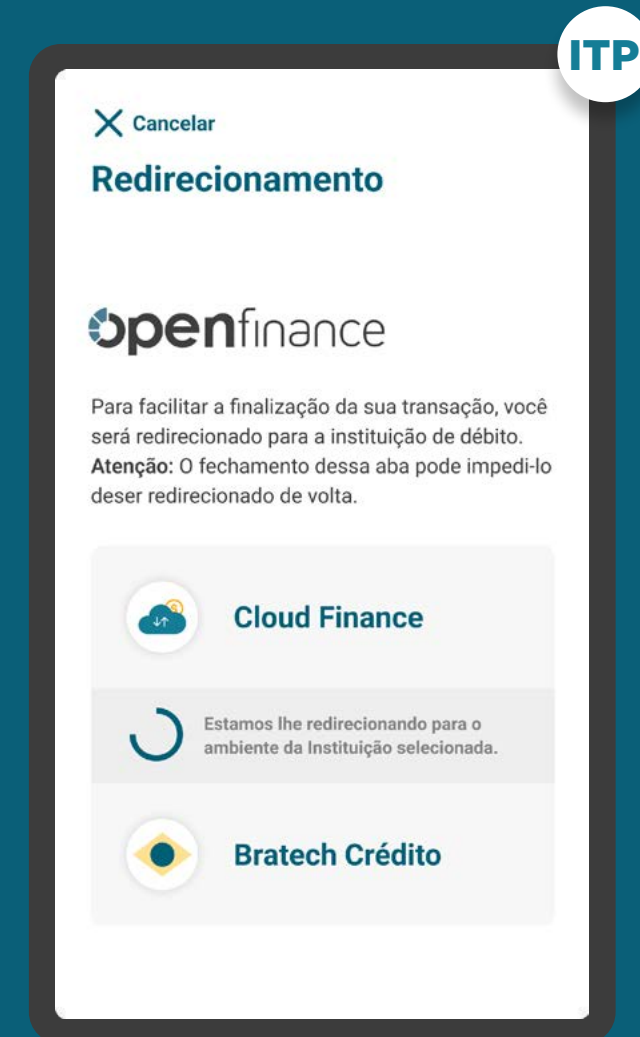 ITP
Cancelar
Redirecionamento
openfinance
Para facilitar a finalização da sua transação, você
será redirecionado para a instituição de débito.
Atenção: O fechamento dessa aba pode impedi-lo
deser redirecionado de volta.
Cloud Finance
Estamos lhe redirecionando para o
ambiente da Instituição selecionada.
Bratech Crédito